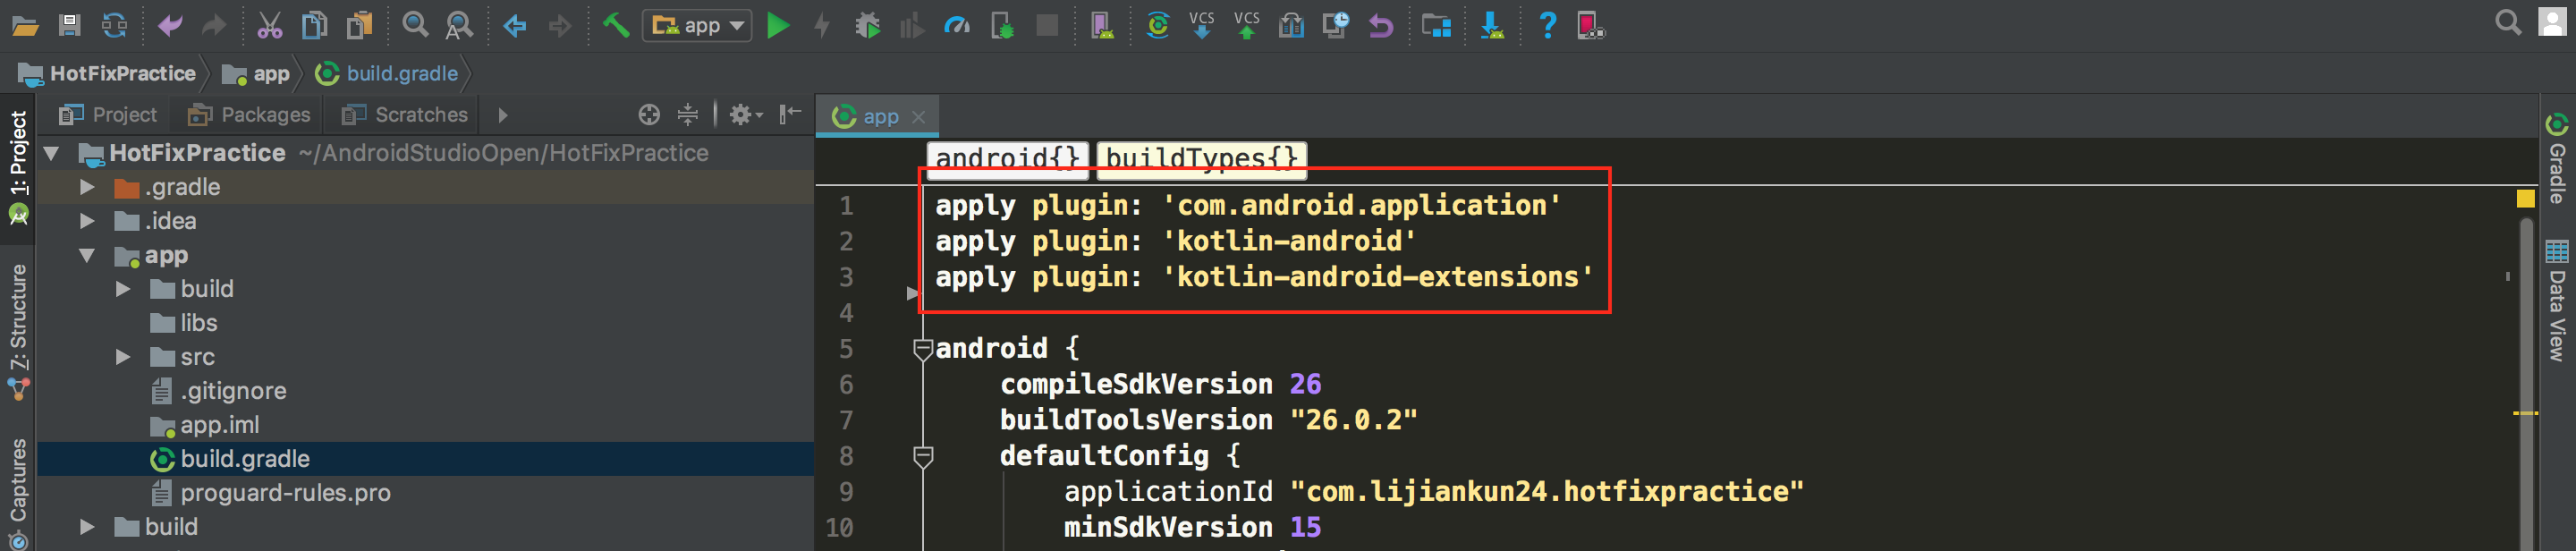 app
VCS
VCS
HotFixPractice
app
build.gradle
Project
Packages
Scratches
app
1: Project
Z: Structure
Captures
HotFixPractice ~/AndroidStudioOpen/HotFixPractice
.gradle
.idea
app
build
libs
src
.gitignore
app.iml
build.gradle
proguard-rules.pro
build
android{}
buildTypes{}
1 apply plugin: 'com.android.application'
2 apply plugin: 'kotlin-android'
3 apply plugin: 'kotlin-android-extensions'
4
5 android {
6 compileSdkVersion 26
7 buildToolsVersion "26.0.2"
8 defaultConfig {
9 applicationId "com.lijiankun24.hotfixpractice"
10 minSdkVersion 15
Gradle
Data View